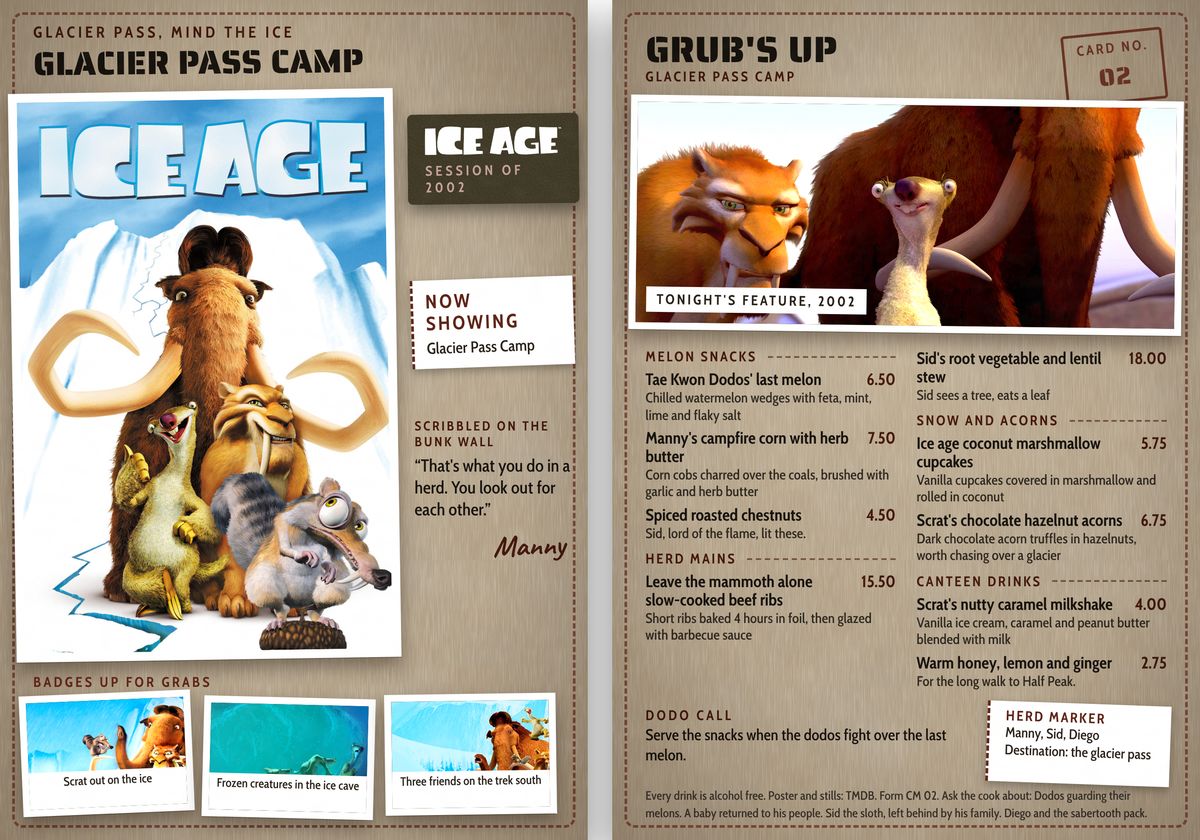 GLACIER PASS, MIND THE ICE
GLACIER PASS CAMP
ICE AGE
ICE AGE
SESSION OF
2002
NOW
SHOWING
Glacier Pass Camp
SCRIBBLED ON THE
BUNK WALL
“That's what you do in a
herd. You look out for
each other.”
Manny
BADGES UP FOR GRABS
Scrat out on the ice
Frozen creatures in the ice cave
Three friends on the trek south
GRUB'S UP
GLACIER PASS CAMP
CARD NO.
02
TONIGHT'S FEATURE, 2002
MELON SNACKS
Tae Kwon Dodos' last melon 6.50
Chilled watermelon wedges with feta, mint,
lime and flaky salt
Manny's campfire corn with herb 7.50
butter
Corn cobs charred over the coals, brushed with
garlic and herb butter
Spiced roasted chestnuts 4.50
Sid, lord of the flame, lit these.
HERD MAINS
Leave the mammoth alone 15.50
slow-cooked beef ribs
Short ribs baked 4 hours in foil, then glazed
with barbecue sauce
Sid's root vegetable and lentil 18.00
stew
Sid sees a tree, eats a leaf
SNOW AND ACORNS
Ice age coconut marshmallow 5.75
cupcakes
Vanilla cupcakes covered in marshmallow and
rolled in coconut
Scrat's chocolate hazelnut acorns 6.75
Dark chocolate acorn truffles in hazelnuts,
worth chasing over a glacier
CANTEEN DRINKS
Scrat's nutty caramel milkshake 4.00
Vanilla ice cream, caramel and peanut butter
blended with milk
Warm honey, lemon and ginger 2.75
For the long walk to Half Peak.
DODO CALL
Serve the snacks when the dodos fight over the last
melon.
HERD MARKER
Manny, Sid, Diego
Destination: the glacier pass
Every drink is alcohol free. Poster and stills: TMDB. Form CM 02. Ask the cook about: Dodos guarding their
melons. A baby returned to his people. Sid the sloth, left behind by his family. Diego and the sabertooth pack.